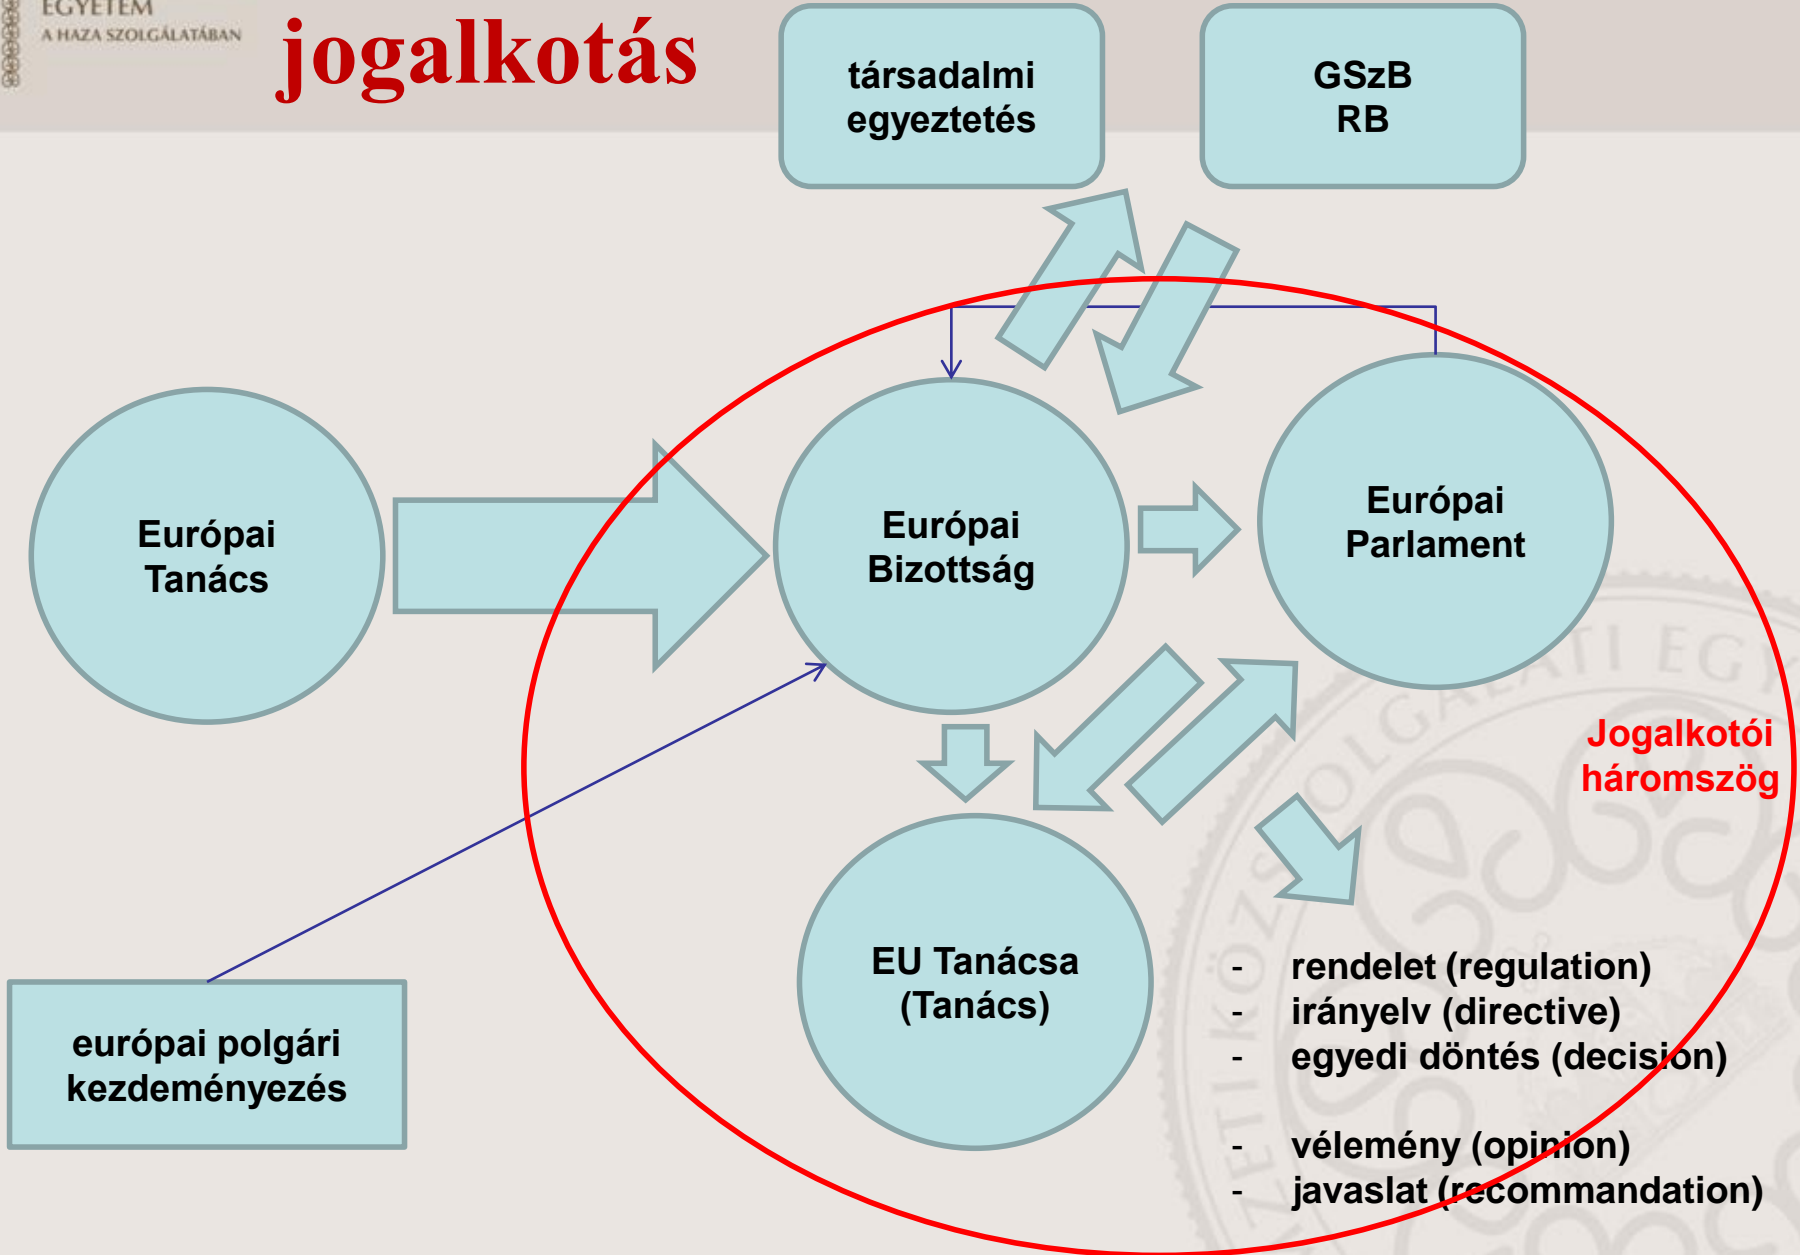 EGYETEM
A HAZA SZOLGÁLATÁBAN
jogalkotás
társadalmi
egyeztetés
GSzB
RB
Európai
Tanács
Európai
Bizottság
Európai
Parlament
Jogalkotói
háromszög
EU Tanácsa
(Tanács)
európai polgári
kezdeményezés
- rendelet (regulation)
- irányelv (directive)
- egyedi döntés (decision)
- vélemény (opinion)
- javaslat (recommandation)